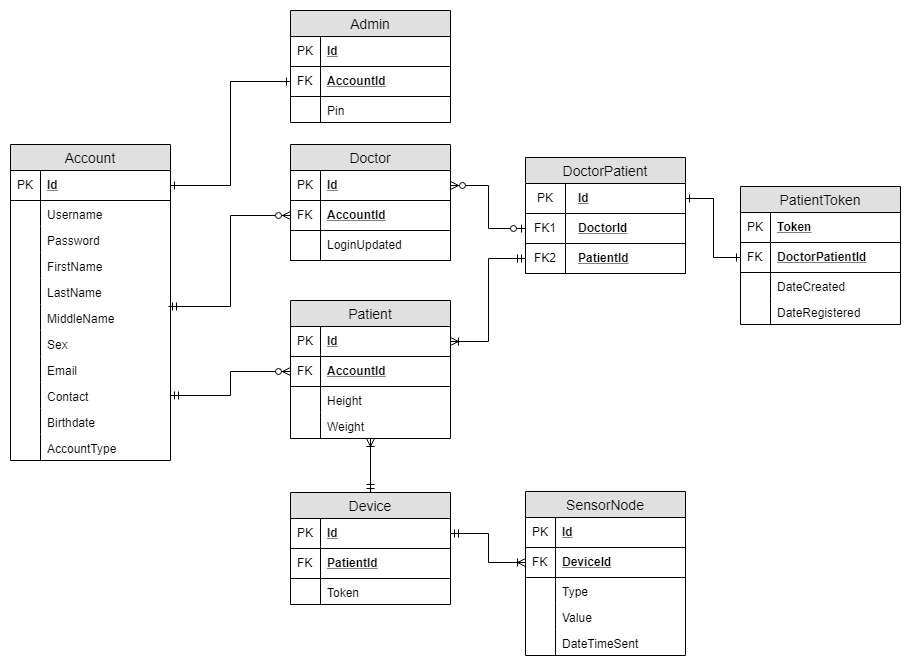 Admin
PK Id
FK AccountId
Pin
Account
PK Id
Username
Password
FirstName
LastName
MiddleName
Sex
Email
Contact
Birthdate
AccountType
Doctor
PK Id
FK AccountId
LoginUpdated
DoctorPatient
PK Id
FK1 DoctorId
FK2 PatientId
PatientToken
PK Token
FK DoctorPatientId
DateCreated
DateRegistered
Patient
PK Id
FK AccountId
Height
Weight
Device
PK Id
FK PatientId
Token
SensorNode
PK Id
FK DeviceId
Type
Value
DateTimeSent